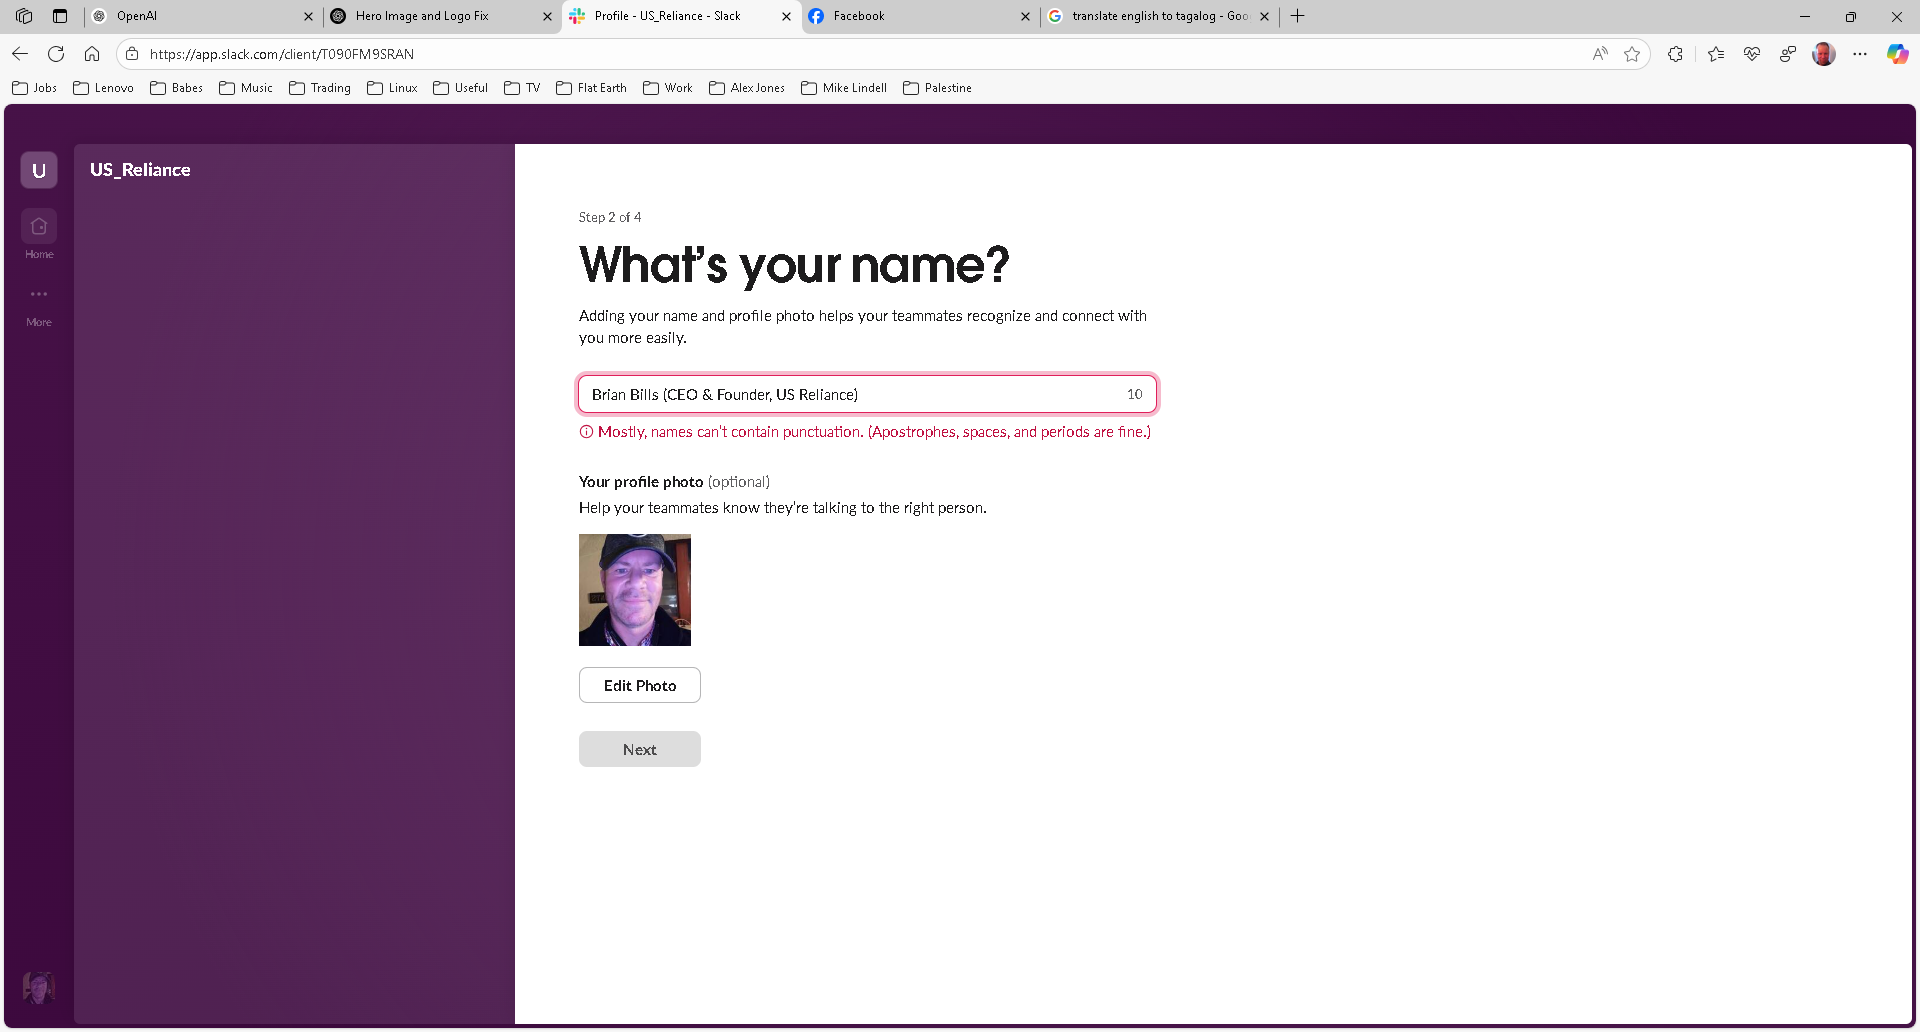 OpenAI
Hero Image and Logo Fix
Profile - US_Reliance - Slack
Facebook
translate english to tagalog - Goo
https://app.slack.com/client/T090FM9SRAN
Jobs
Lenovo
Babes
Music
Trading
Linux
Useful
TV
Flat Earth
Work
Alex Jones
Mike Lindell
Palestine
U
US_Reliance
Home
More
Step 2 of 4
What's your name?
Adding your name and profile photo helps your teammates recognize and connect with
you more easily.
Brian Bills (CEO & Founder, US Reliance) 10
Mostly, names can't contain punctuation. (Apostrophes, spaces, and periods are fine.)
Your profile photo (optional)
Help your teammates know they're talking to the right person.
Edit Photo
Next